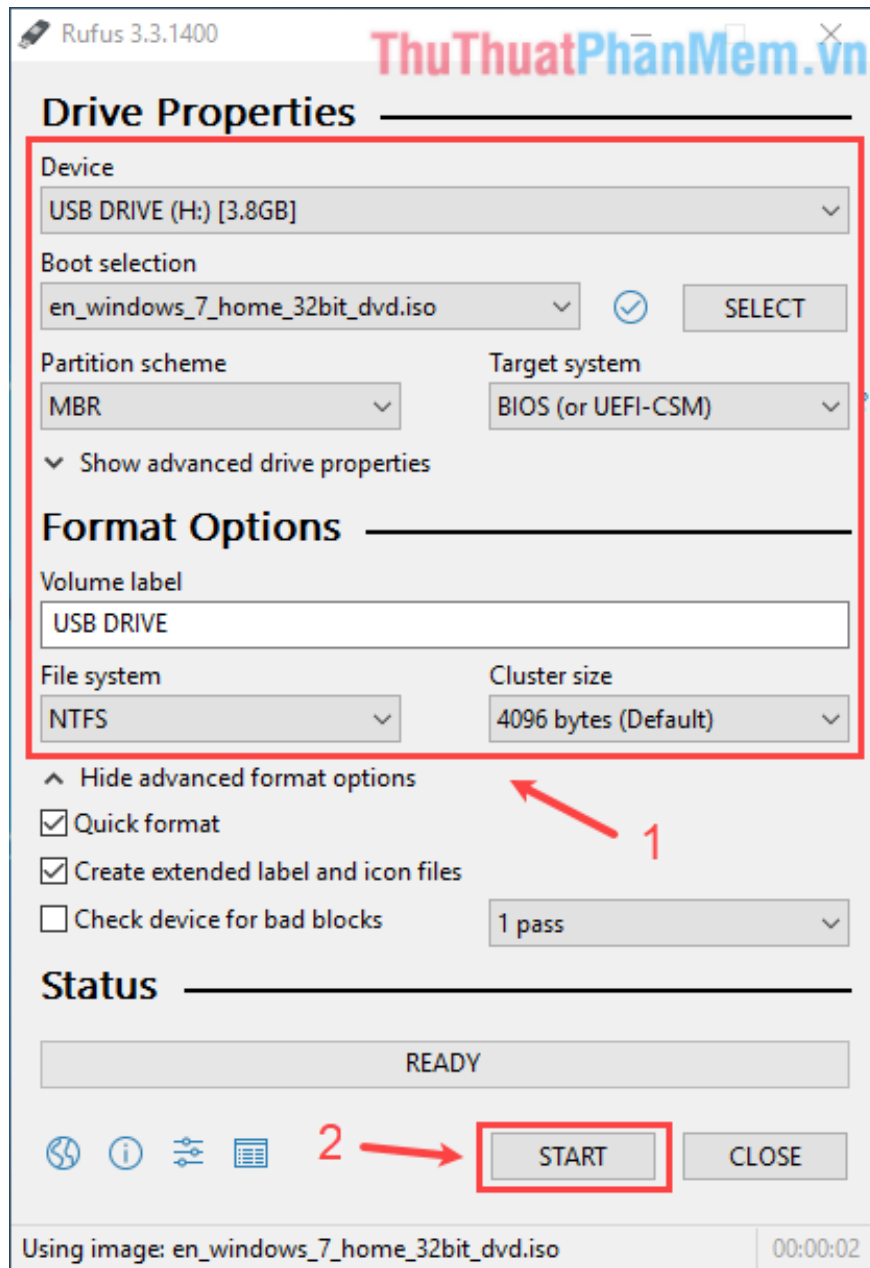 Rufus 3.3.1400
ThuThuatPhanMem.vn
Drive Properties
Device
USB DRIVE (H:) [3.8GB]
Boot selection
en_windows_7_home_32bit_dvd.iso
SELECT
Partition scheme
Target system
MBR
BIOS (or UEFI-CSM)
Show advanced drive properties
Format Options
Volume label
USB DRIVE
File system
Cluster size
NTFS
4096 bytes (Default)
Hide advanced format options
1
Quick format
Create extended label and icon files
Check device for bad blocks
1 pass
Status
READY
2
START
CLOSE
Using image: en_windows_7_home_32bit_dvd.iso
00:00:02